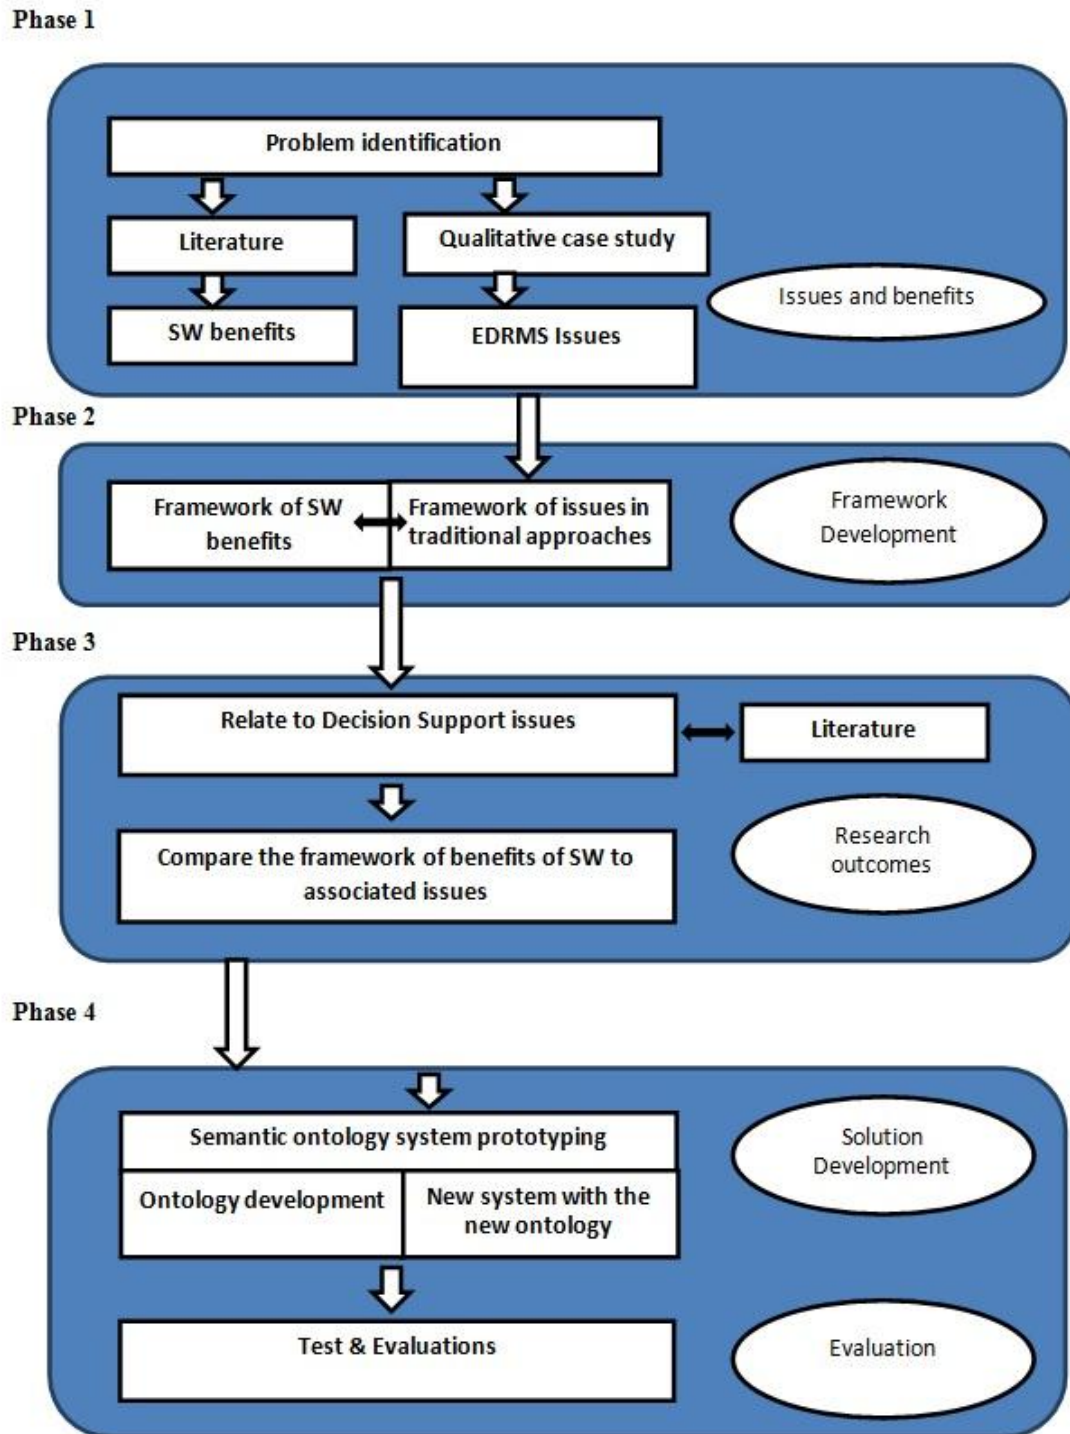 Phase 1
Problem identification
Literature
Qualitative case study
SW benefits
EDRMS Issues
Issues and benefits
Phase 2
Framework of SW
benefits
Framework of issues in
traditional approaches
Framework
Development
Phase 3
Relate to Decision Support issues
Literature
Compare the framework of benefits of SW to
associated issues
Research
outcomes
Phase 4
Semantic ontology system prototyping
Ontology development
New system with the
new ontology
Solution
Development
Test & Evaluations
Evaluation